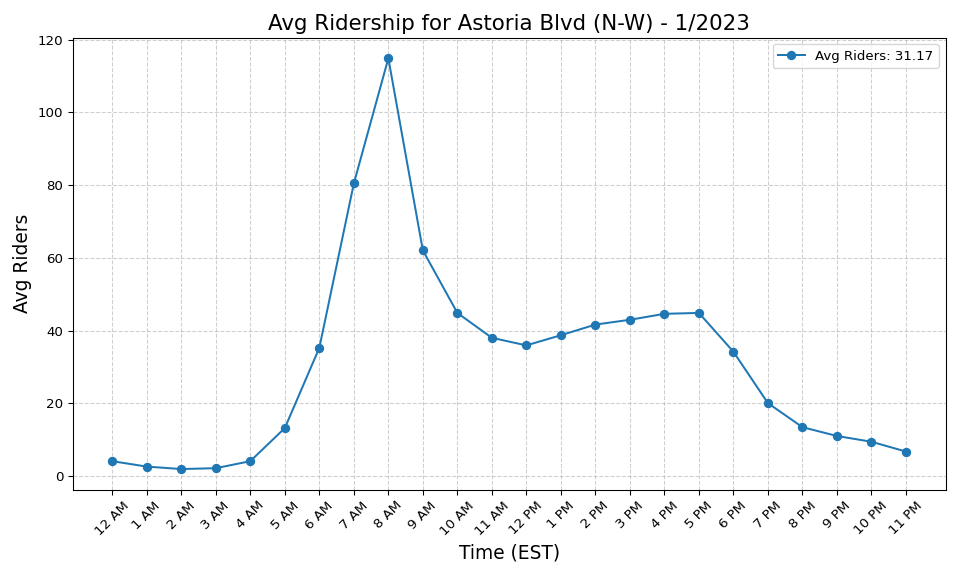 Avg Ridership for Astoria Blvd (N-W) - 1/2023
Avg Riders: 31.17
Avg Riders
120
100
80
60
40
20
0
12 AM
1 AM
2 AM
3 AM
4 AM
5 AM
6 AM
7 AM
8 AM
9 AM
10 AM
11 AM
12 PM
1 PM
2 PM
3 PM
4 PM
5 PM
6 PM
7 PM
8 PM
9 PM
10 PM
11 PM
Time (EST)